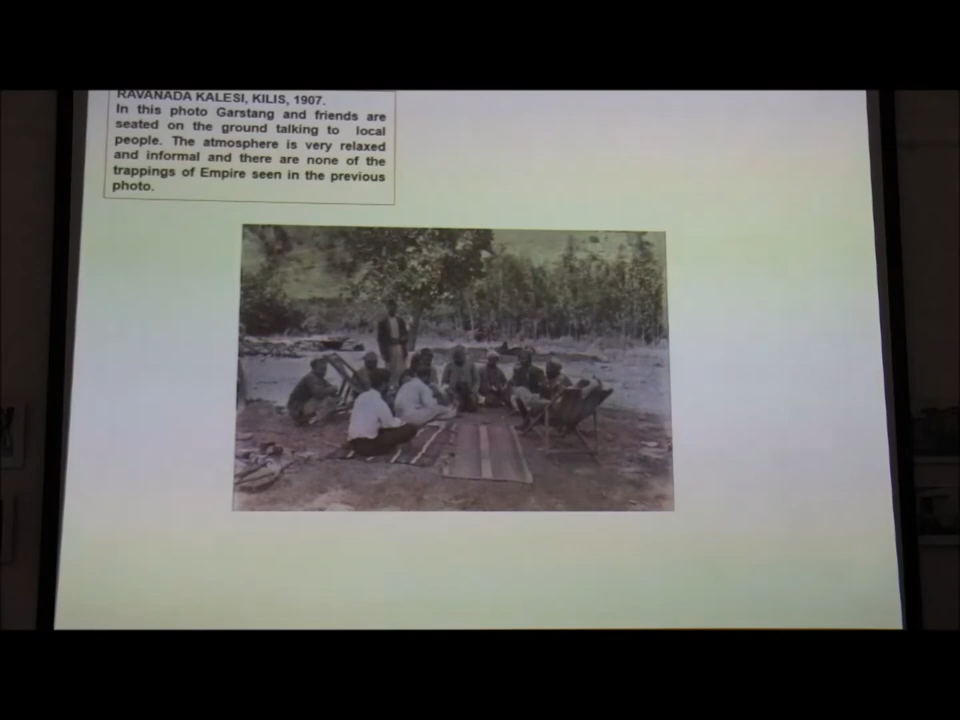 RAVANADA KALESI, KILIS, 1907.
In this photo Garstang and friends are
seated on the ground talking to local
people. The atmosphere is very relaxed
and informal and there are none of the
trappings of Empire seen in the previous
photo.